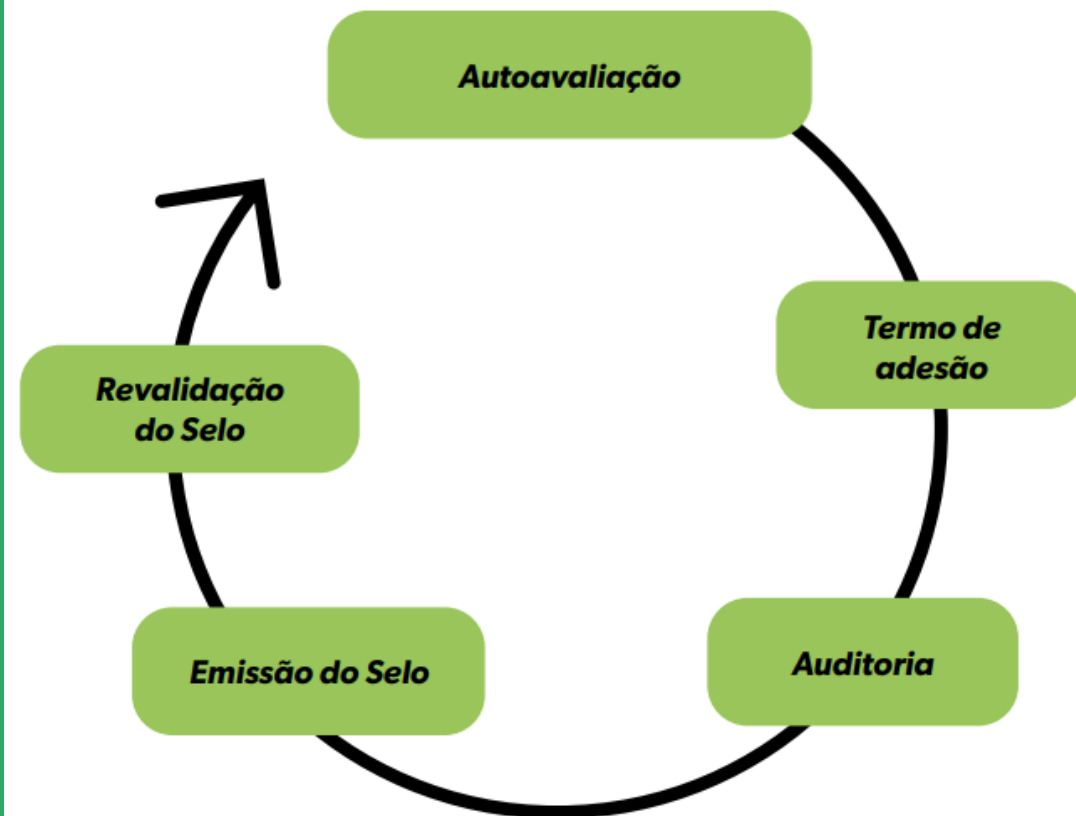 Autoavaliação
Termo de
adesão
Auditoria
Emissão do Selo
Revalidação
do Selo